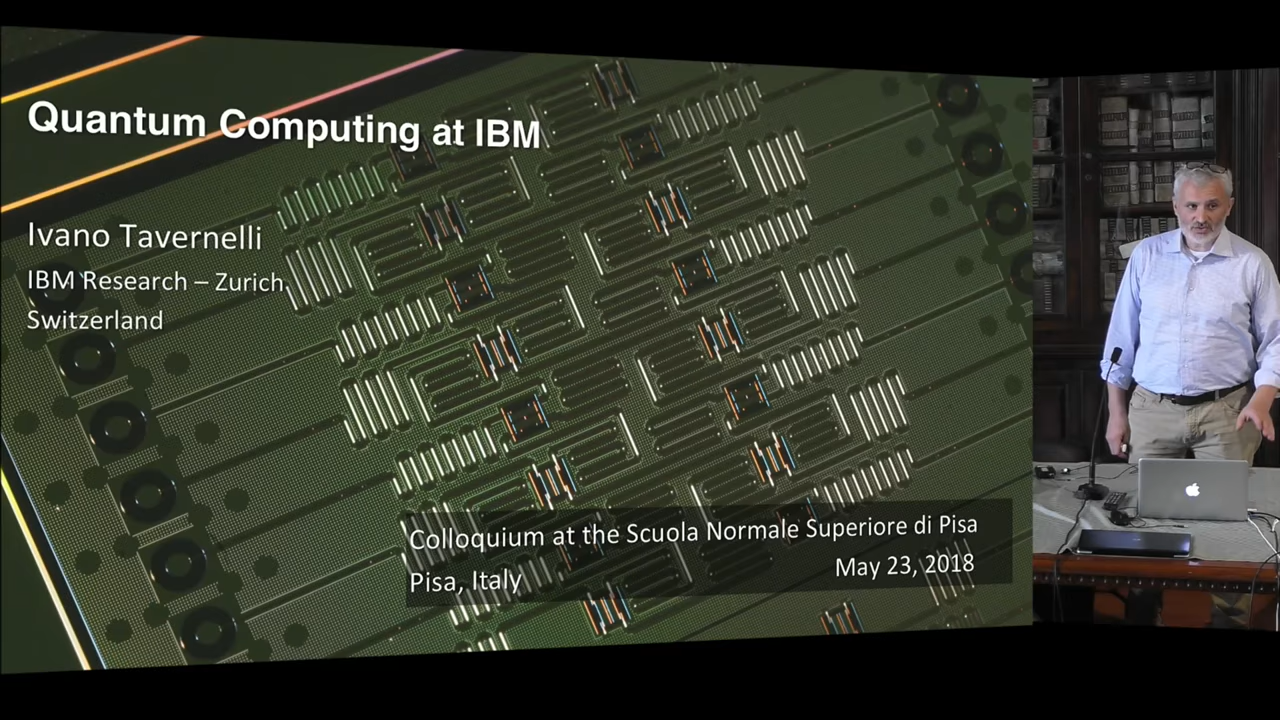 Quantum Computing at IBM
Ivano Tavernelli
IBM Research – Zurich,
Switzerland
Colloquium at the Scuola Normale Superiore di Pisa
Pisa, Italy
May 23, 2018